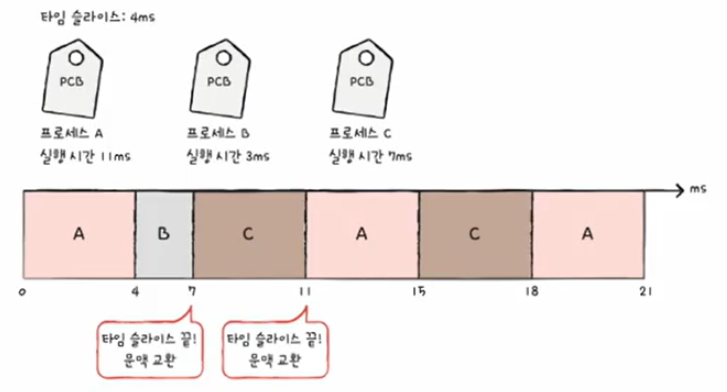 타임 슬라이스: 4ms
PCB PCB PCB
프로세스 A 프로세스 B 프로세스 C
실행 시간 11ms 실행 시간 3ms 실행 시간 7ms
ms
A B C A C A
0 4 7 11 15 18 21
타임 슬라이스 끝!
문맥 교환
타임 슬라이스 끝!
문맥 교환